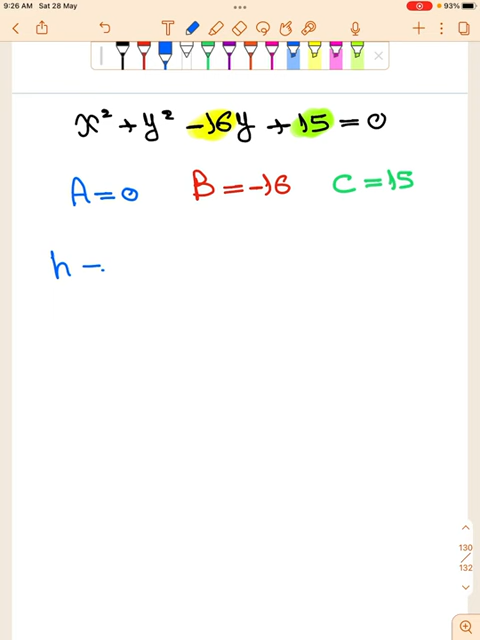 9:26 AM Sat 28 May 93%
x² + y² -16y + 15 = 0
A = 0 B = -16 C = 15
h -
130
132